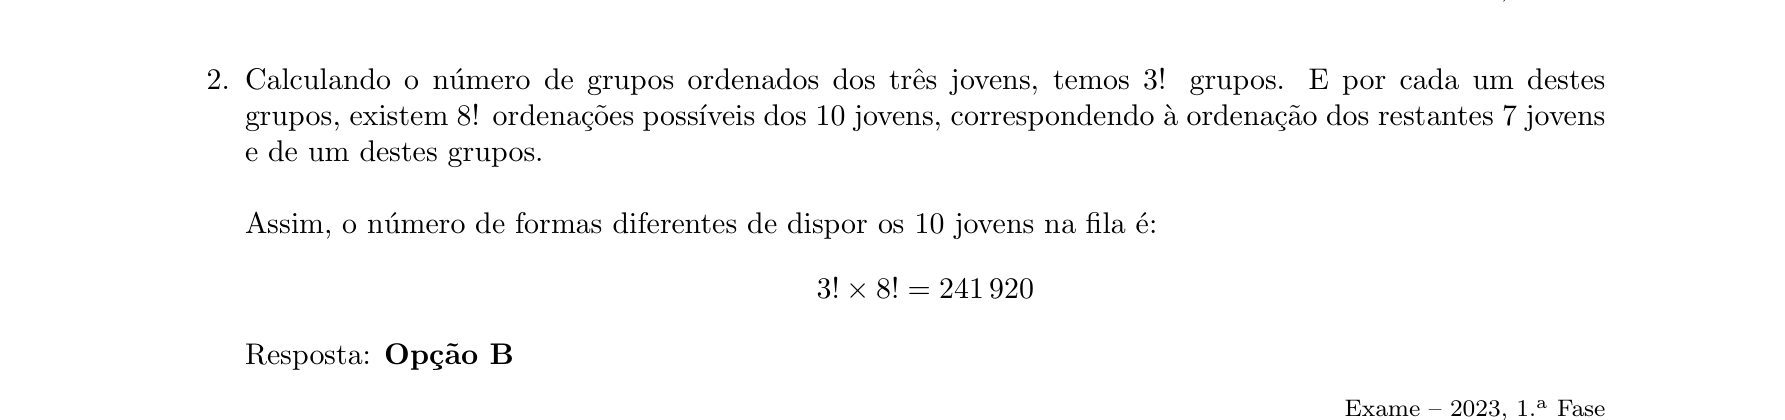 2. Calculando o número de grupos ordenados dos três jovens, temos 3! grupos. E por cada um destes
grupos, existem 8! ordenações possíveis dos 10 jovens, correspondendo à ordenação dos restantes 7 jovens
e de um destes grupos.
Assim, o número de formas diferentes de dispor os 10 jovens na fila é:
3! × 8! = 241 920
Resposta: Opção B
Exame – 2023, 1.ª Fase